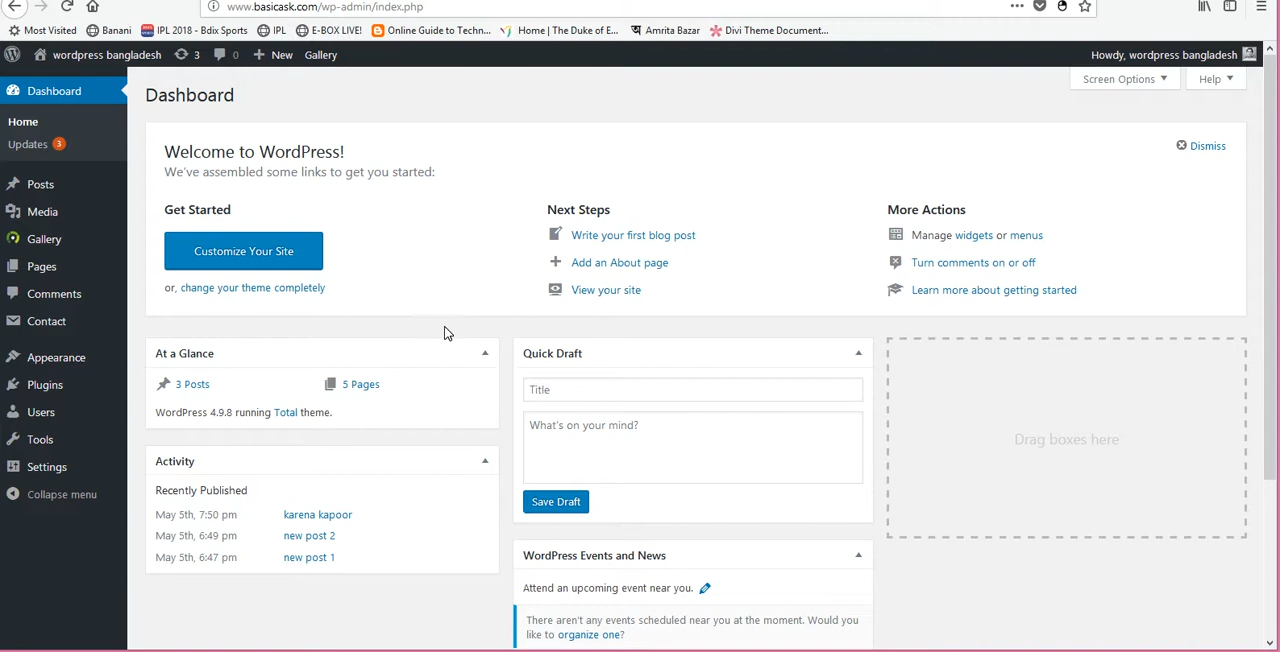 www.basicask.com/wp-admin/index.php
Most Visited Banani IPL 2018 - Bdix Sports IPL E-BOX LIVE! Online Guide to Techn... Home | The Duke of E... Amrita Bazar Divi Theme Document...
wordpress bangladesh 3 0 New Gallery Howdy, wordpress bangladesh
Screen Options Help
Dashboard
Home
Updates 3
Posts
Media
Gallery
Pages
Comments
Contact
Appearance
Plugins
Users
Tools
Settings
Collapse menu
Dashboard
Welcome to WordPress!
Dismiss
We've assembled some links to get you started:
Get Started
Customize Your Site
or, change your theme completely
Next Steps
Write your first blog post
Add an About page
View your site
More Actions
Manage widgets or menus
Turn comments on or off
Learn more about getting started
At a Glance
3 Posts 5 Pages
WordPress 4.9.8 running Total theme.
Activity
Recently Published
May 5th, 7:50 pm karena kapoor
May 5th, 6:49 pm new post 2
May 5th, 6:47 pm new post 1
Quick Draft
Title
What's on your mind?
Save Draft
WordPress Events and News
Attend an upcoming event near you.
There aren't any events scheduled near you at the moment. Would you
like to organize one?
Drag boxes here